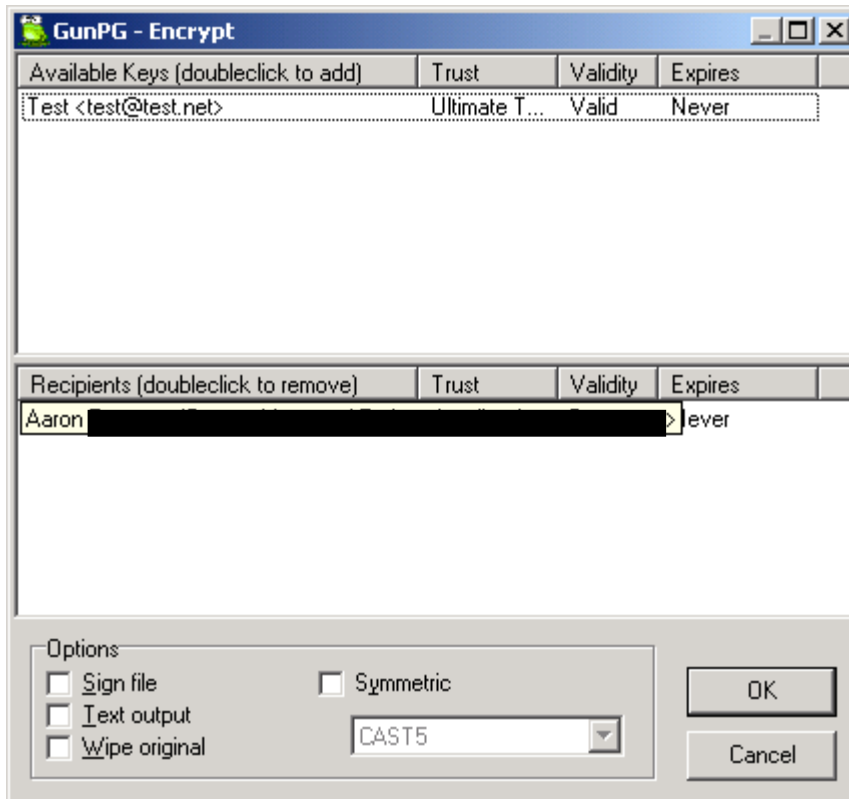 GunPG - Encrypt
Available Keys (doubleclick to add) Trust Validity Expires
Test <test@test.net> Ultimate T... Valid Never
Recipients (doubleclick to remove) Trust Validity Expires
Aaron > lever
Options
Sign file Symmetric
Text output
CAST5
Wipe original
OK
Cancel